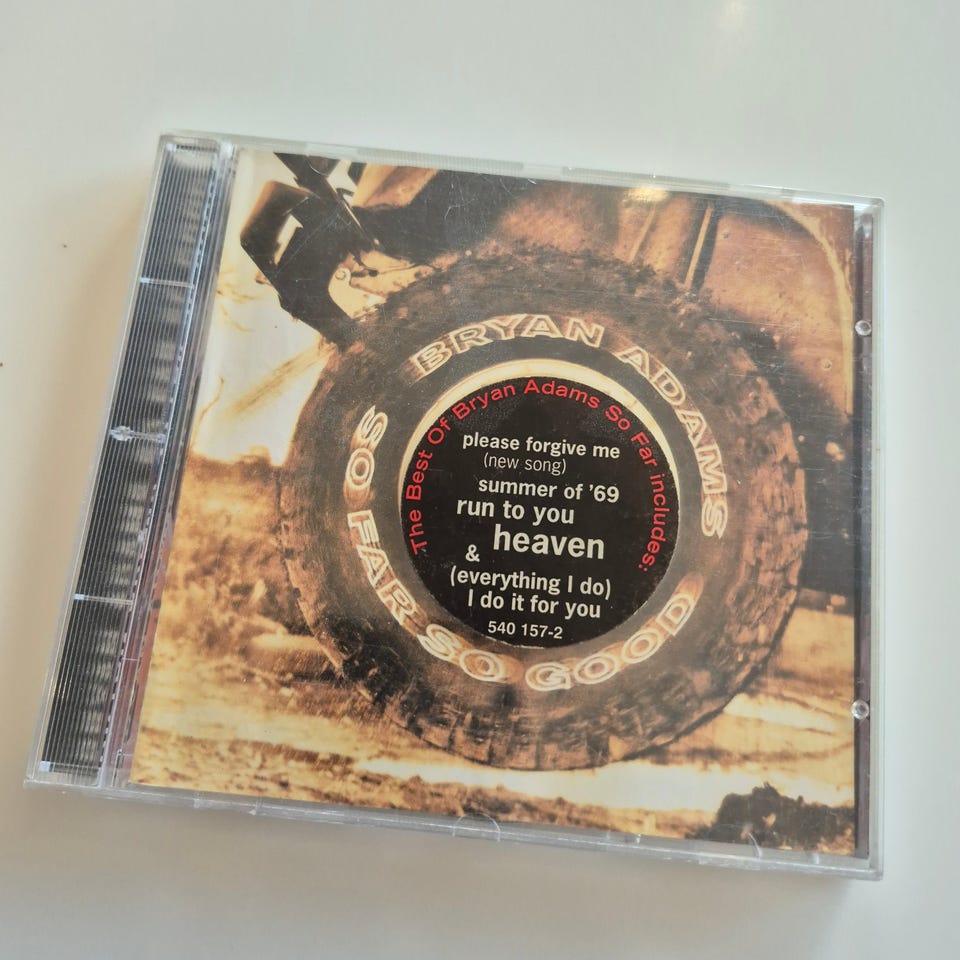 BRYAN ADAMS
SO FAR SO GOOD
The Best Of Bryan Adams So Far includes:
please forgive me
(new song)
summer of '69
run to you
heaven
&
(everything I do)
I do it for you
540 157-2